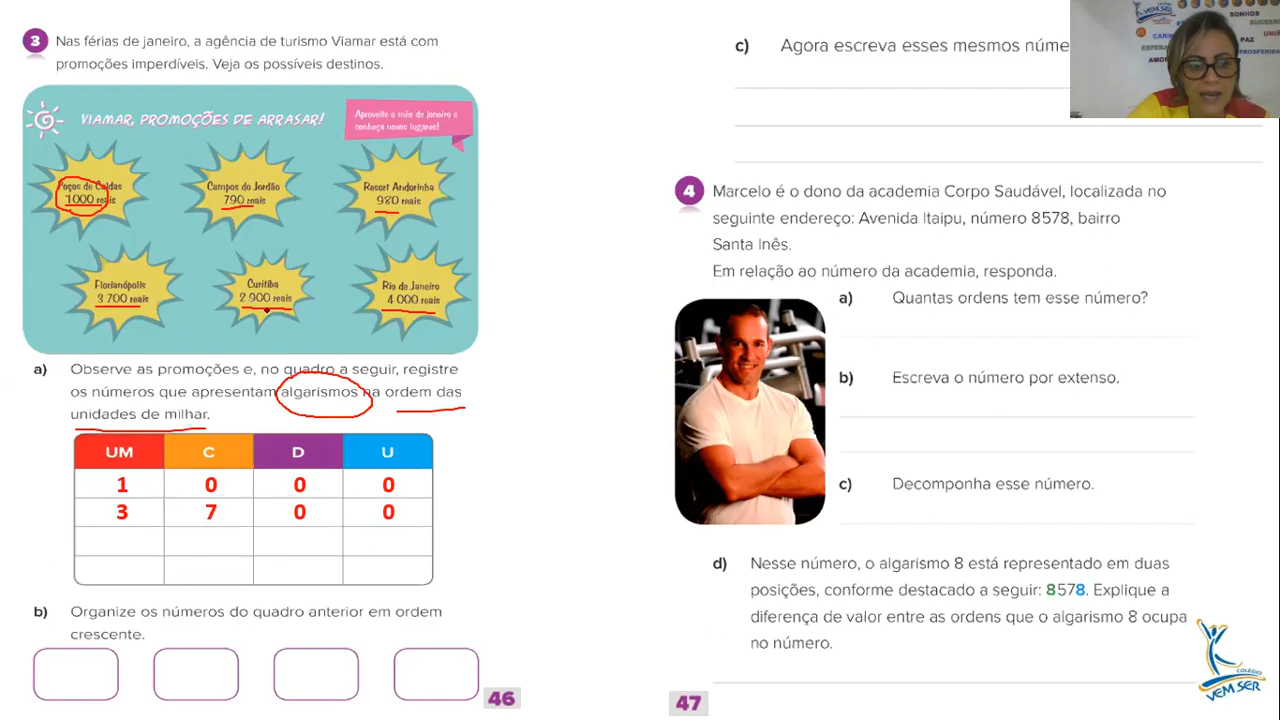 3 Nas férias de janeiro, a agência de turismo Viamar está com
promoções imperdíveis. Veja os possíveis destinos.
VIAMAR, PROMOÇÕES DE ARRASAR!
Aproveite o mês de janeiro e
conheça novos lugares!
Poços de Caldas
1000 reais
Campos do Jordão
790 reais
Resort Andorinha
980 reais
Florianópolis
3 700 reais
Curitiba
2 900 reais
Rio de Janeiro
4 000 reais
a) Observe as promoções e, no quadro a seguir, registre
os números que apresentam algarismos na ordem das
unidades de milhar.
UM C D U
1 0 0 0
3 7 0 0
b) Organize os números do quadro anterior em ordem
crescente.
46
c) Agora escreva esses mesmos núme
4 Marcelo é o dono da academia Corpo Saudável, localizada no
seguinte endereço: Avenida Itaipu, número 8578, bairro
Santa Inês.
Em relação ao número da academia, responda.
a) Quantas ordens tem esse número?
b) Escreva o número por extenso.
c) Decomponha esse número.
d) Nesse número, o algarismo 8 está representado em duas
posições, conforme destacado a seguir: 8578. Explique a
diferença de valor entre as ordens que o algarismo 8 ocupa
no número.
47
COLÉGIO
VEM SER
VEM SER
SONHOS
PAZ